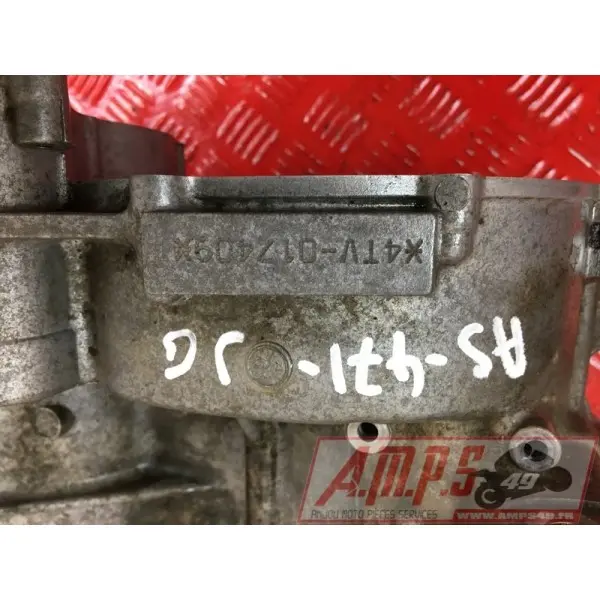 *4TV-017409*
AS-471-JG
A.M.P.S 49
ANJOU MOTO PIECES SERVICES
WWW.AMPS49.FR